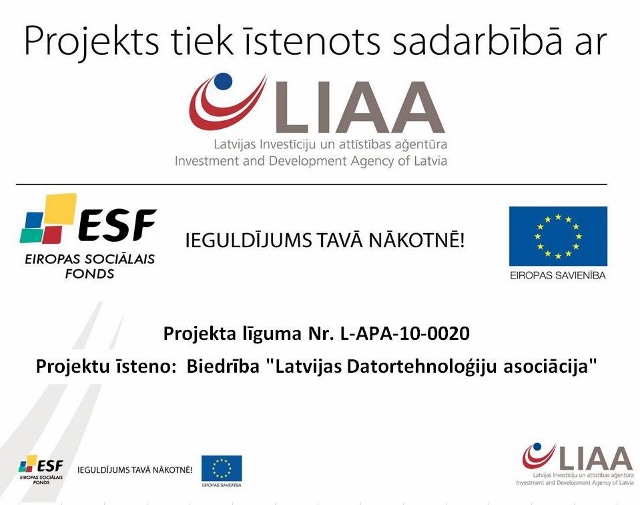 Projekts tiek īstenots sadarbībā ar
LIAA
Latvijas Investīciju un attīstības aģentūra
Investment and Development Agency of Latvia
ESF
EIROPAS SOCIĀLAIS
FONDS
IEGULDĪJUMS TAVĀ NĀKOTNĒ!
EIROPAS SAVIENĪBA
Projekta līguma Nr. L-APA-10-0020
Projektu īsteno: Biedrība "Latvijas Datortehnoloģiju asociācija"
ESF
EIROPAS SOCIĀLAIS
FONDS
IEGULDĪJUMS TAVĀ NĀKOTNĒ!
EIROPAS SAVIENĪBA
LIAA
Latvijas Investīciju un attīstības aģentūra
Investment and Development Agency of Latvia